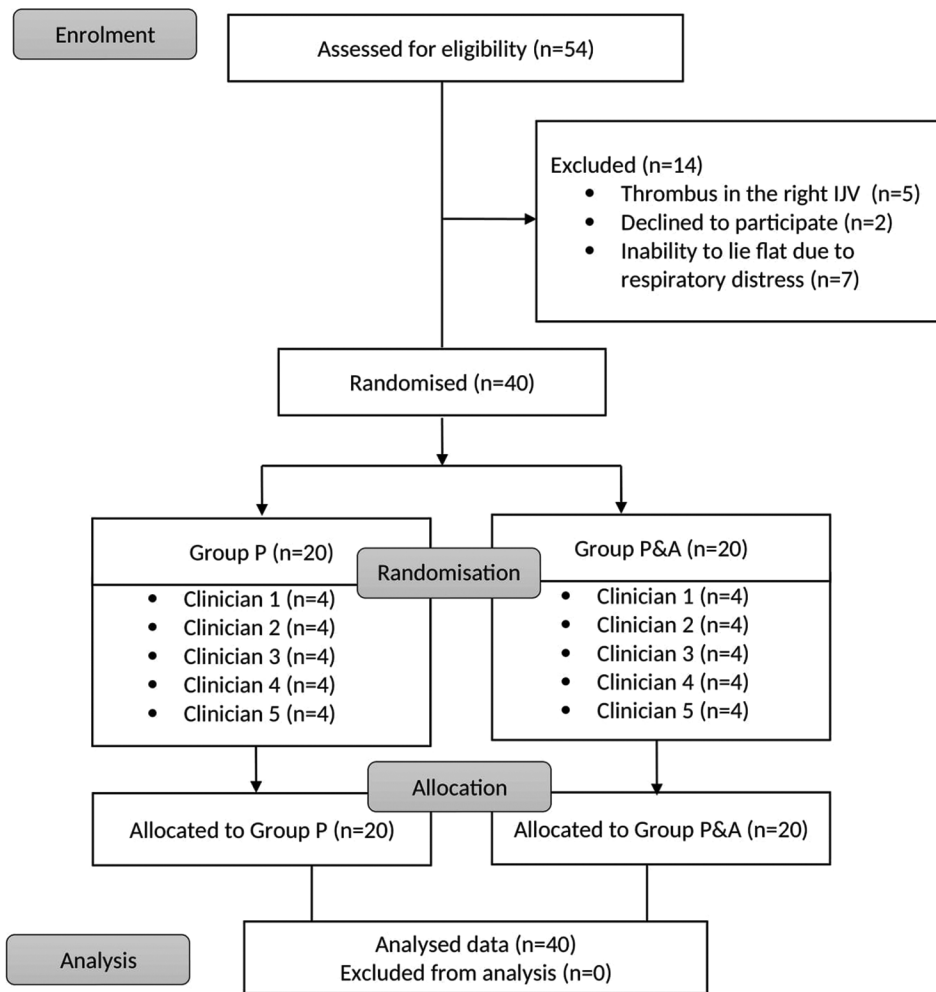 Enrolment
Assessed for eligibility (n=54)
Excluded (n=14)
• Thrombus in the right IJV (n=5)
• Declined to participate (n=2)
• Inability to lie flat due to
respiratory distress (n=7)
Randomised (n=40)
Group P (n=20)
Randomisation
Group P&A (n=20)
• Clinician 1 (n=4)
• Clinician 2 (n=4)
• Clinician 3 (n=4)
• Clinician 4 (n=4)
• Clinician 5 (n=4)
• Clinician 1 (n=4)
• Clinician 2 (n=4)
• Clinician 3 (n=4)
• Clinician 4 (n=4)
• Clinician 5 (n=4)
Allocation
Allocated to Group P (n=20)
Allocated to Group P&A (n=20)
Analysis
Analysed data (n=40)
Excluded from analysis (n=0)